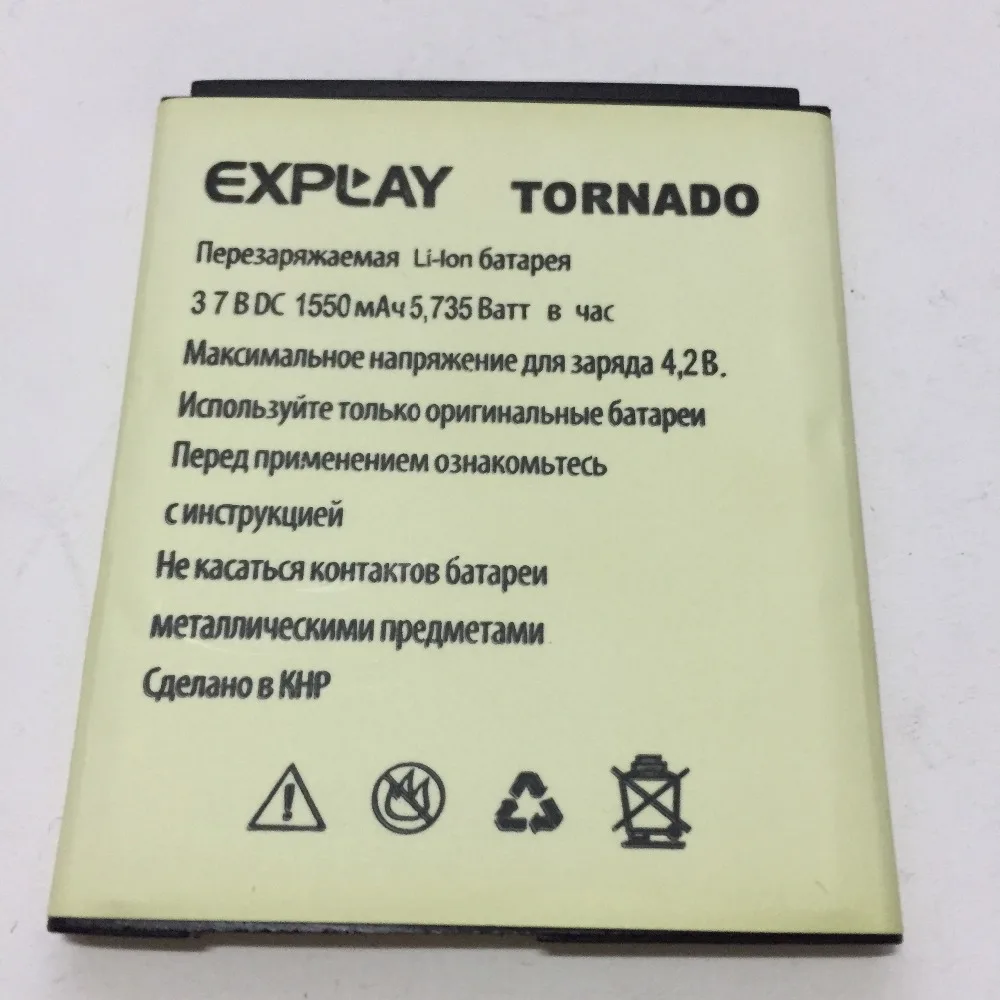 EXPLAY TORNADO
Перезаряжаемая Li-Ion батарея
3 7 В DC 1550 мАч 5,735 Ватт в час
Максимальное напряжение для заряда 4,2 В.
Используйте только оригинальные батареи
Перед применением ознакомьтесь
с инструкцией
Не касаться контактов батареи
металлическими предметами
Сделано в КНР